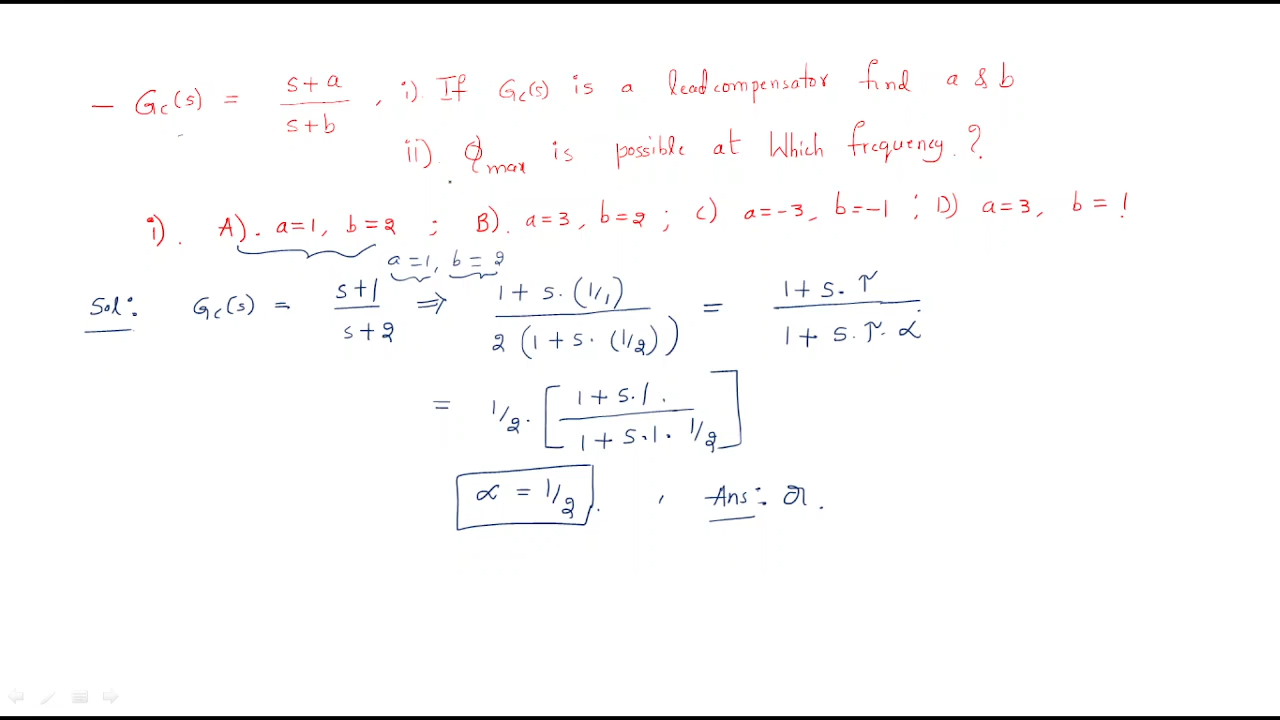 – Gc(s) = s+a / s+b , i). If Gc(s) is a lead compensator find a & b
ii). Φmax is possible at Which frequency.?
i). A). a=1, b=2 ; B). a=3, b=2 ; C) a=-3, b=-1 ; D) a=3, b=1
a=1, b=2
Sol: Gc(s) = s+1 / s+2 ⇒ 1+s.(1/1) / 2(1+s.(1/2)) = 1+s.τ / 1+s.τ.α
= 1/2. [ 1+s.1. / 1+s.1. 1/2 ]
α = 1/2. , Ans: